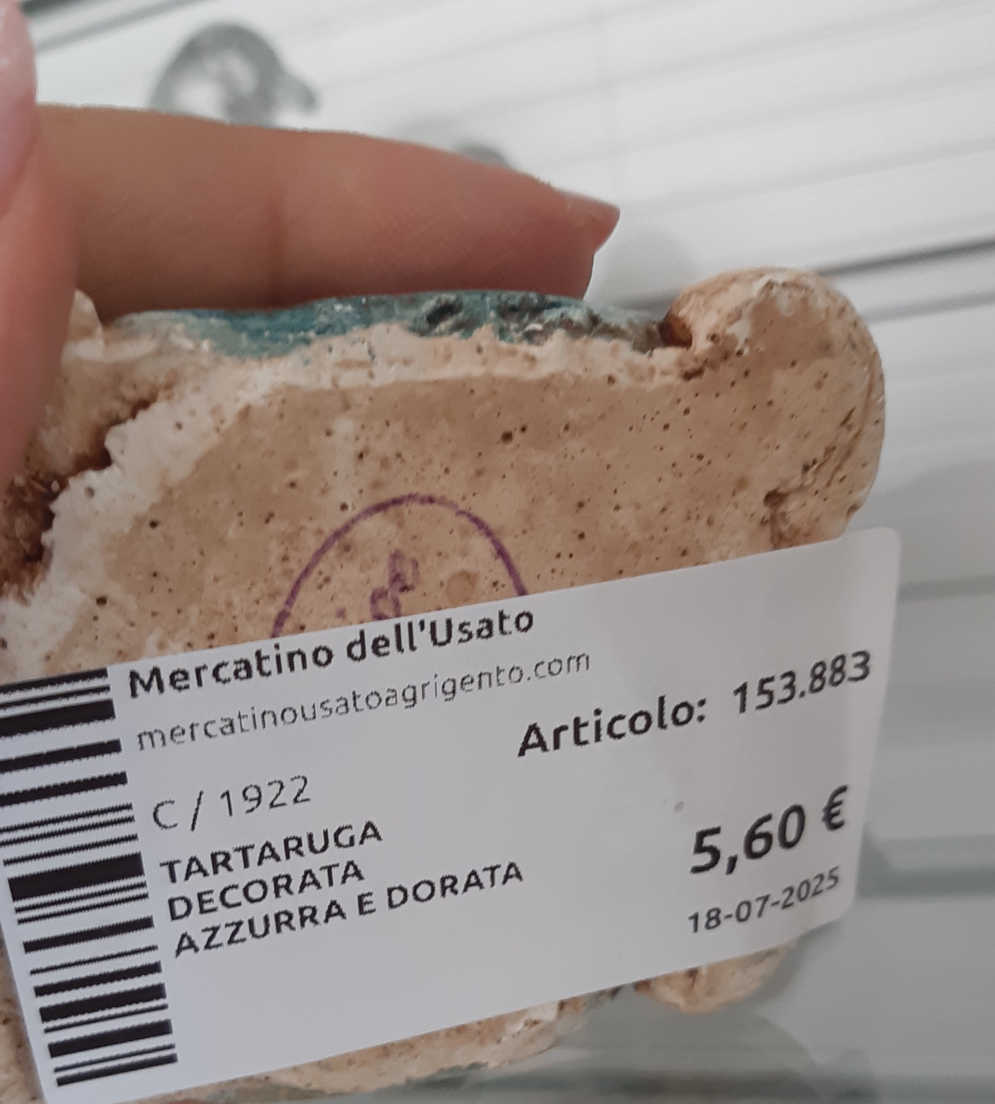 Mercatino dell'Usato
mercatinousatoagrigento.com
Articolo: 153.883
C / 1922
TARTARUGA
DECORATA
AZZURRA E DORATA
5,60 €
18-07-2025